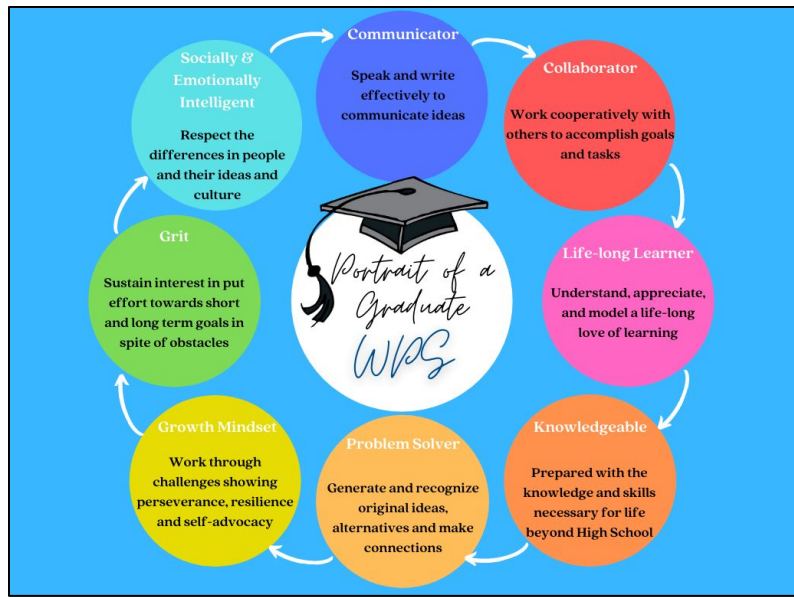 Communicator
Speak and write
effectively to
communicate ideas
Collaborator
Work cooperatively with
others to accomplish goals
and tasks
Life-long Learner
Understand, appreciate,
and model a life-long
love of learning
Knowledgeable
Prepared with the
knowledge and skills
necessary for life
beyond High School
Problem Solver
Generate and recognize
original ideas,
alternatives and make
connections
Growth Mindset
Work through
challenges showing
perseverance, resilience
and self-advocacy
Grit
Sustain interest in put
effort towards short
and long term goals in
spite of obstacles
Socially &
Emotionally
Intelligent
Respect the
differences in people
and their ideas and
culture
Portrait of a
Graduate
WPS